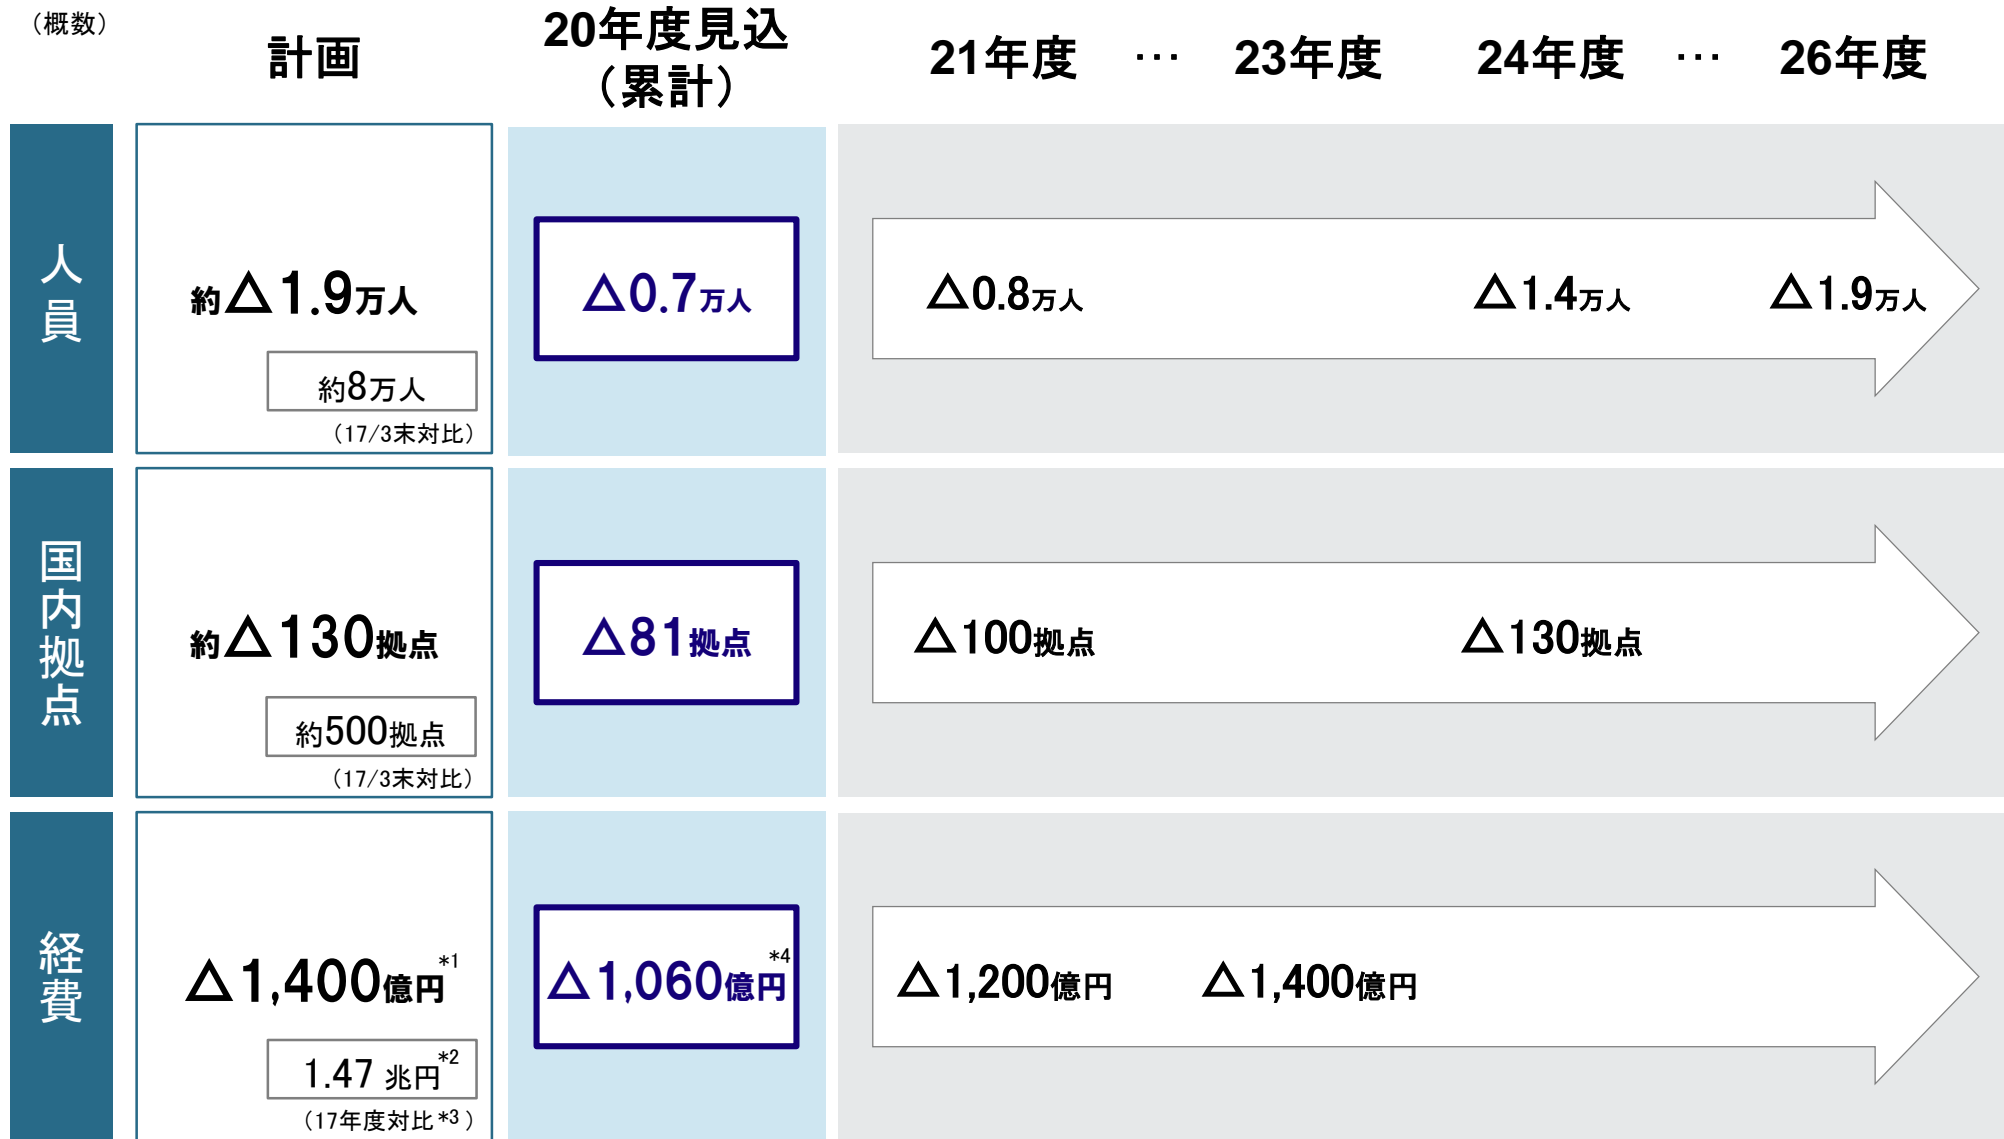 （概数）
計画
20年度見込
（累計）
21年度 … 23年度 24年度 … 26年度
人員
約△1.9万人
約8万人
（17/3末対比）
△0.7万人
△0.8万人 △1.4万人 △1.9万人
国内拠点
約△130拠点
約500拠点
（17/3末対比）
△81拠点
△100拠点 △130拠点
経費
△1,400億円*1
1.47 兆円*2
（17年度対比*3）
△1,060億円*4
△1,200億円 △1,400億円